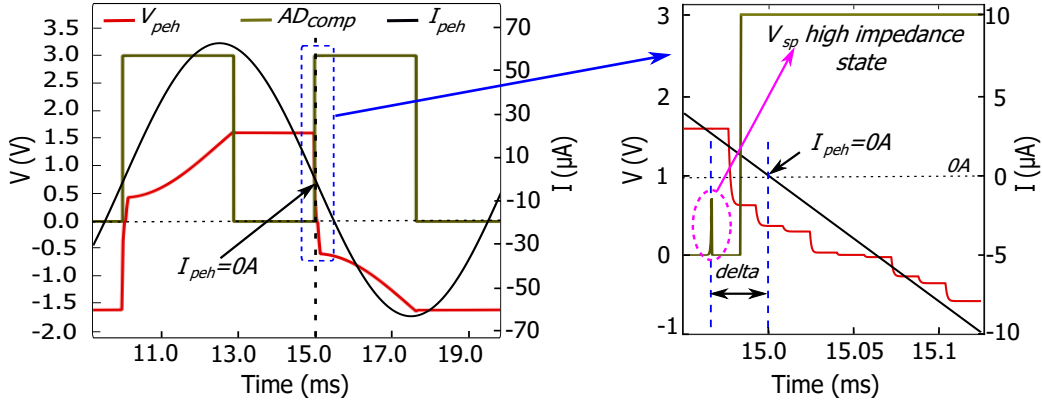 V_peh AD_comp I_peh
3.0
2.5
2.0
1.5
1.0
0.5
0.0
-0.5
-1.0
-1.5
-2.0
V (V)
70
50
30
10
-10
-30
-50
-70
I (μA)
I_peh=0A
11.0 13.0 15.0 17.0 19.0
Time (ms)
3
2
1
0
-1
V (V)
10
5
0
-5
-10
I (μA)
V_sp high impedance
state
I_peh=0A
0A
delta
15.0 15.05 15.1
Time (ms)